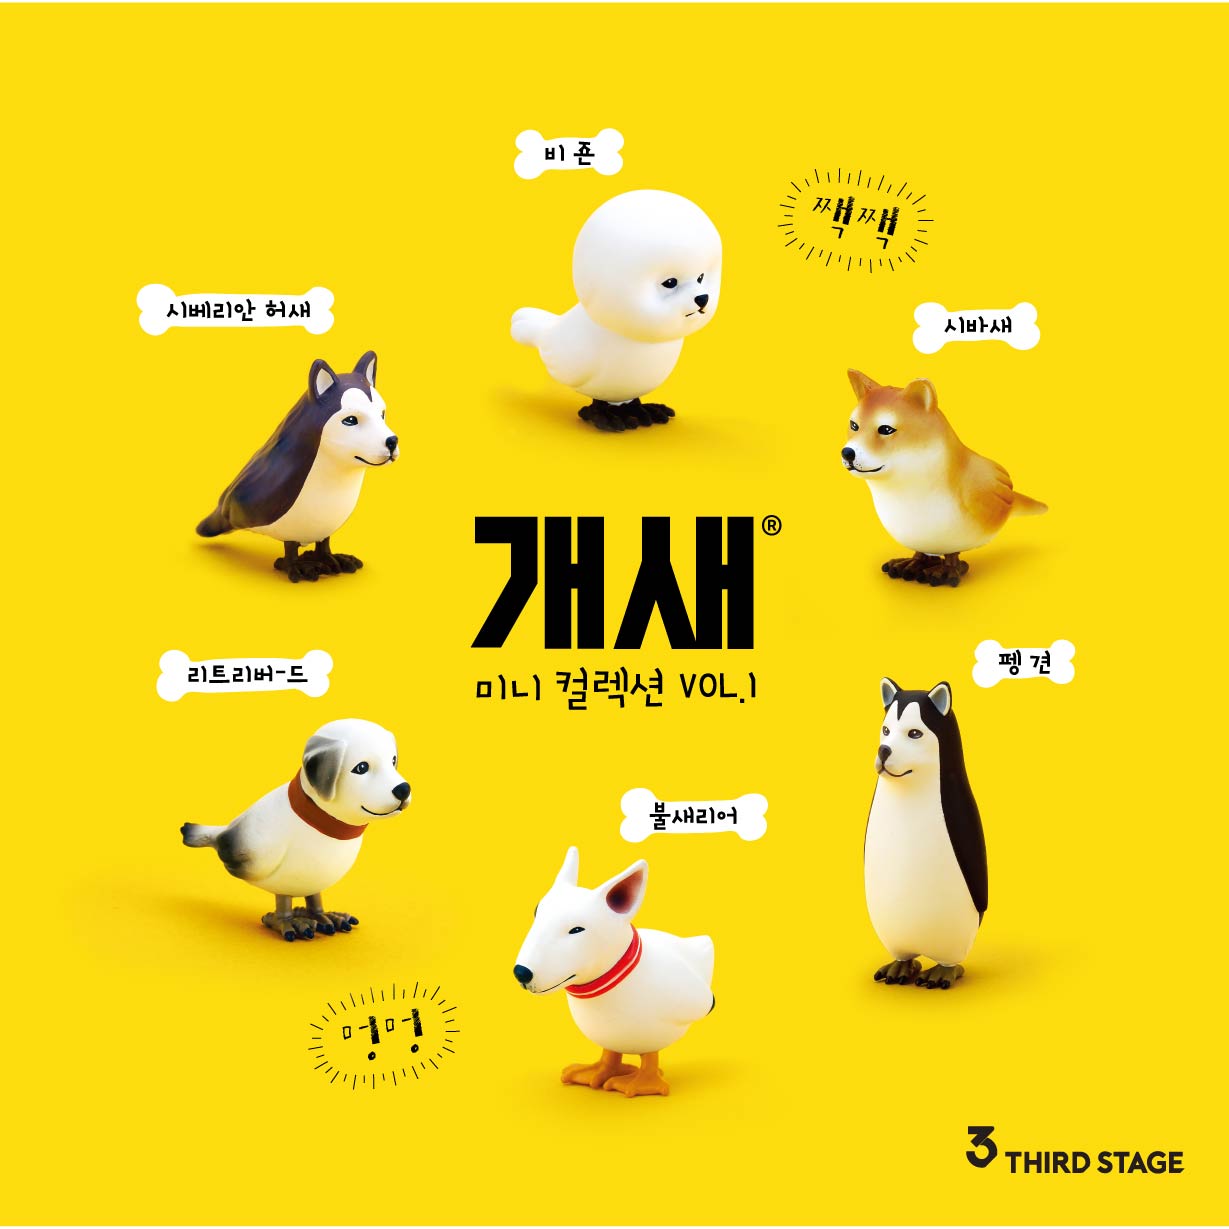 비죤
짹짹
시베리안 허새
시바새
개새®
미니 컬렉션 VOL.1
리트리버-드
펭견
불새리어
멍멍
3 THIRD STAGE